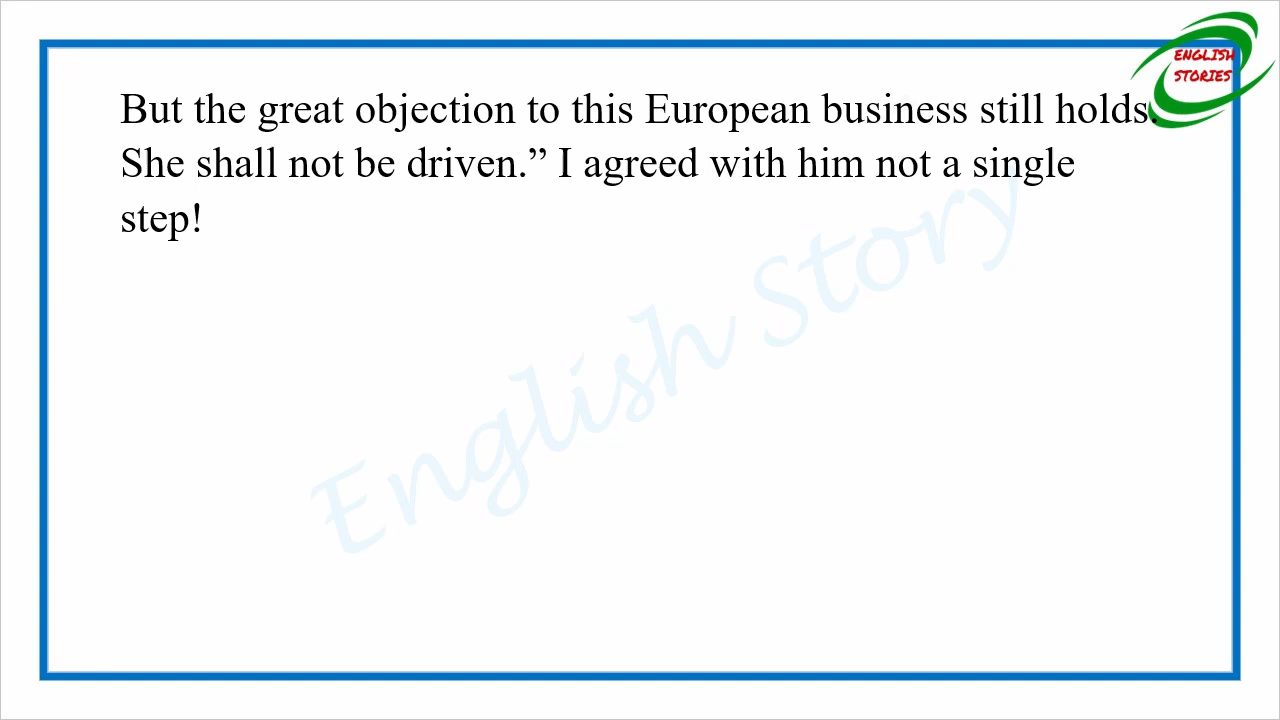 ENGLISH
STORIES
But the great objection to this European business still holds.
She shall not be driven.” I agreed with him not a single
step!
English Story